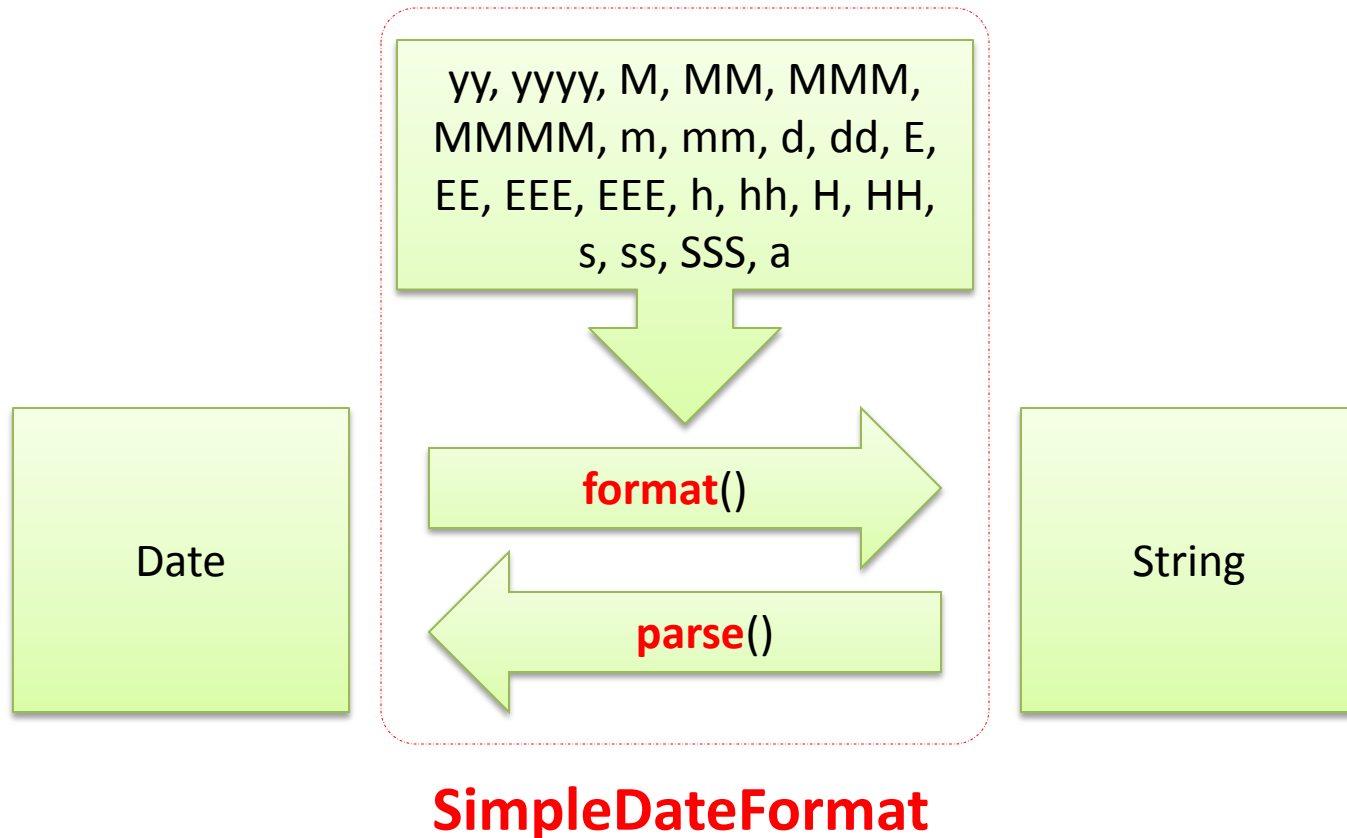 yy, yyyy, M, MM, MMM,
MMMM, m, mm, d, dd, E,
EE, EEE, EEE, h, hh, H, HH,
s, ss, SSS, a
format()
Date
String
parse()
SimpleDateFormat